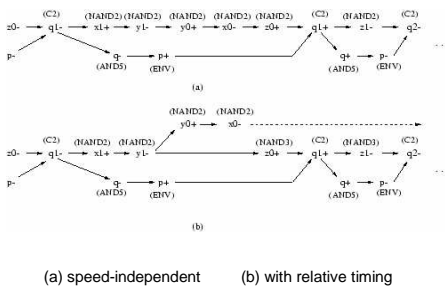 (C2) (NAND2) (NAND2) (NAND2) (NAND2) (NAND2) (C2) (NAND2) (C2)
z0- q1- x1+ y1- y0+ x0- z0+ q1+ z1- q2-
p- q- p+ q+ p- . .
(AND5) (ENV) (AND5) (ENV)
(a)
(NAND2) (NAND2)
y0+ x0-
(C2) (NAND2) (NAND2) (NAND3) (C2) (NAND2) (C2)
z0- q1- x1+ y1- z0+ q1+ z1- q2-
p- q- p+ q+ p- . .
(AND5) (ENV) (AND5) (ENV)
(b)
(a) speed-independent (b) with relative timing